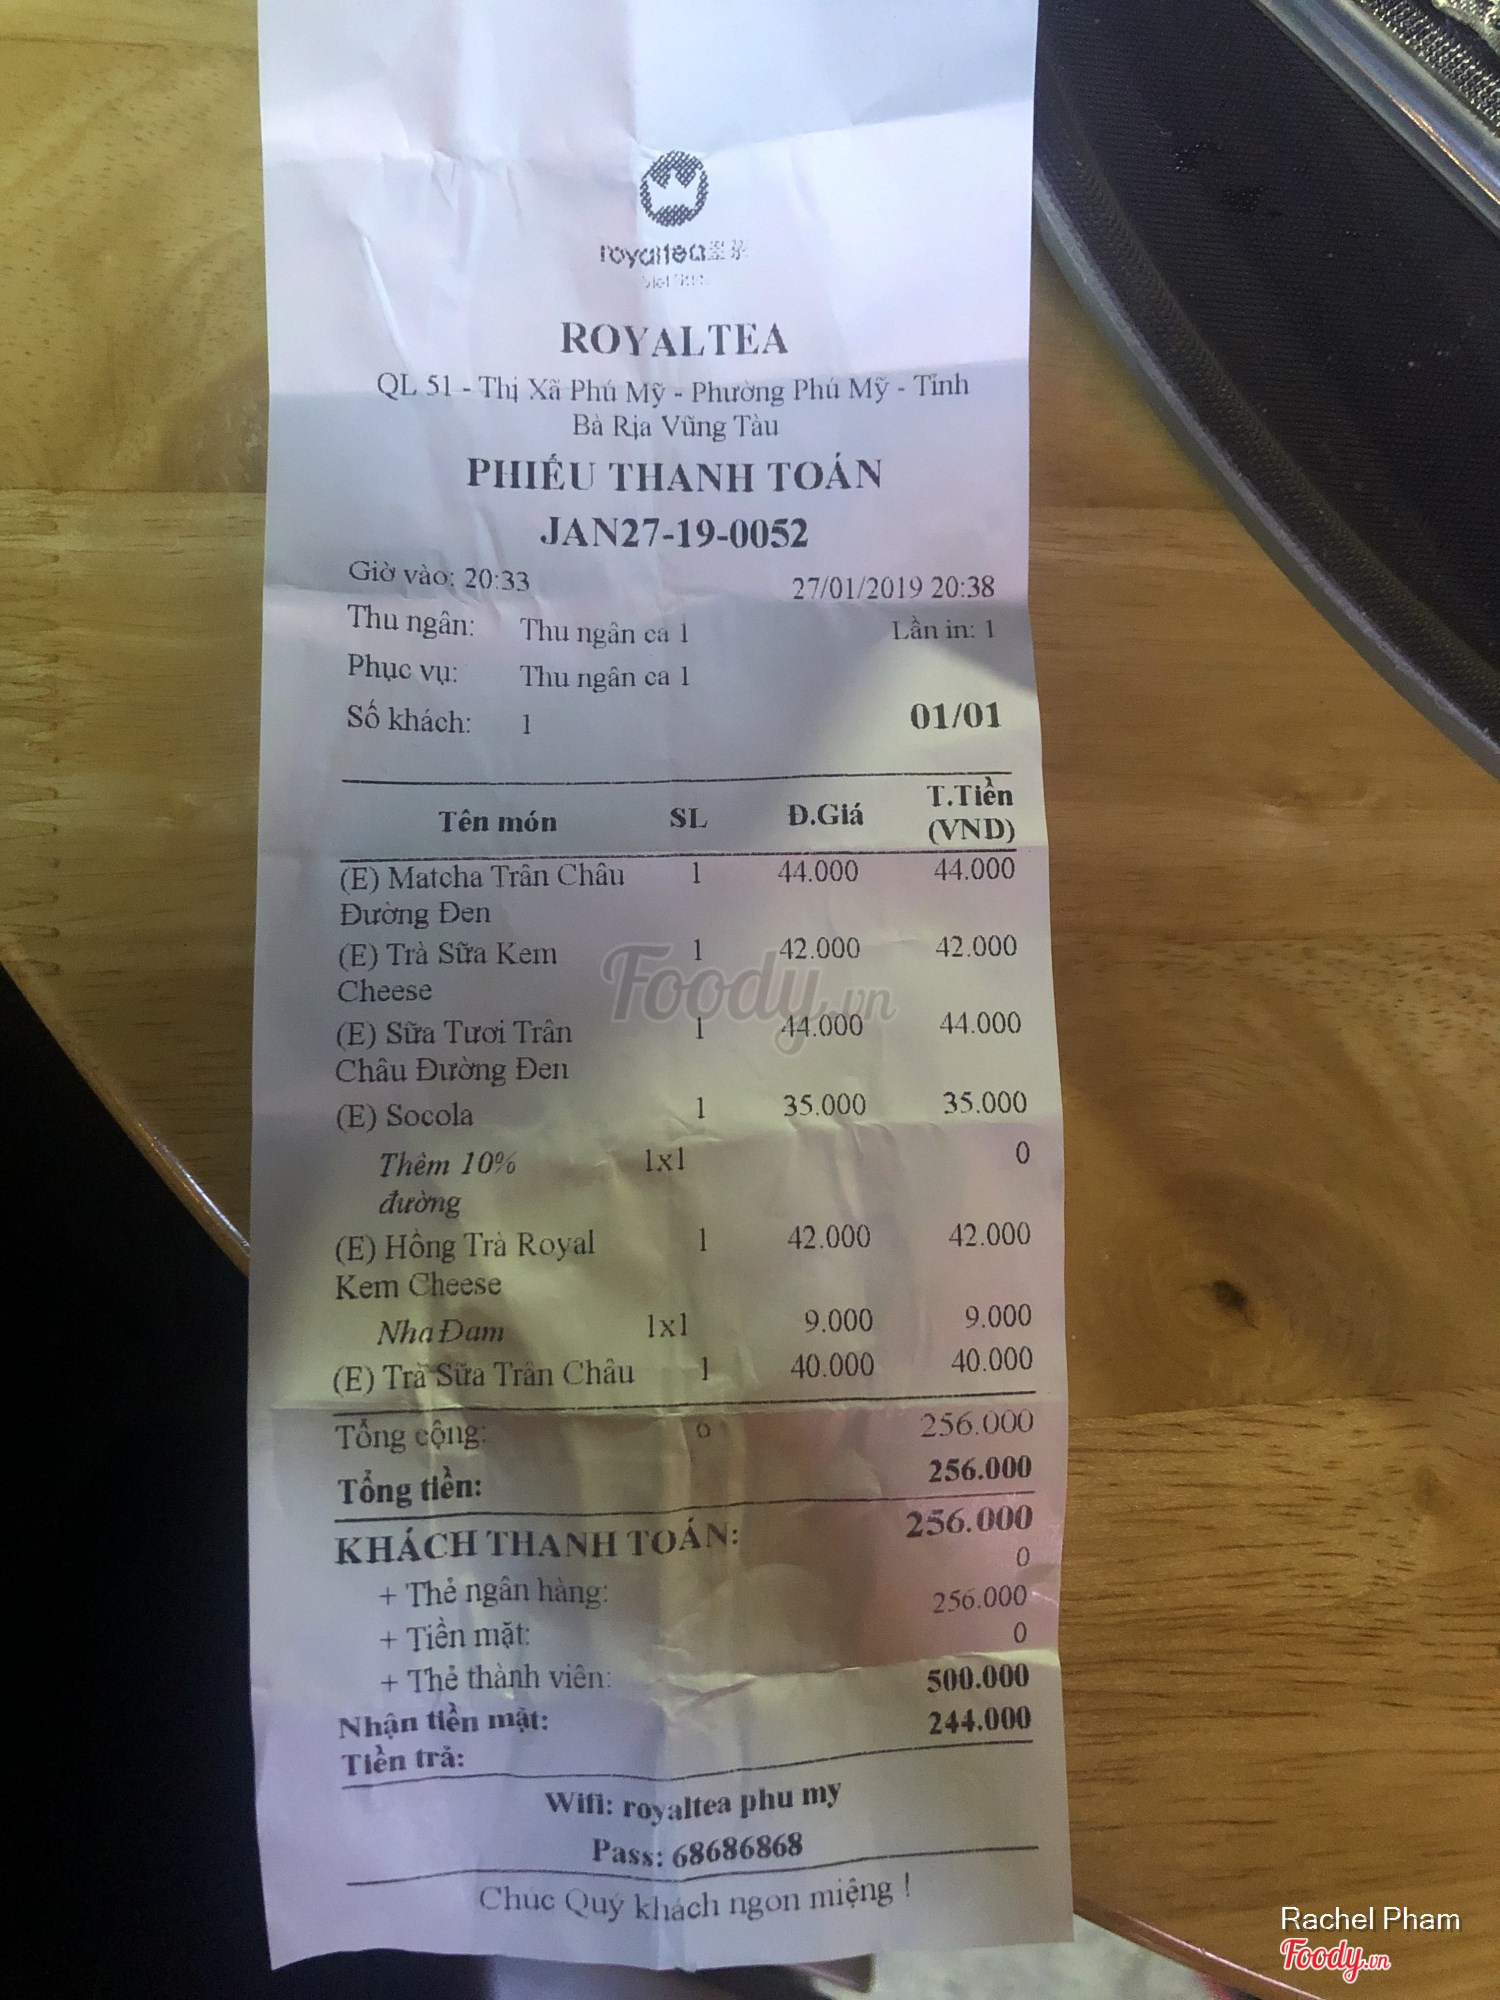 royaltea
ROYALTEA
QL 51 - Thị Xã Phú Mỹ - Phường Phú Mỹ - Tỉnh
Bà Rịa Vũng Tàu
PHIẾU THANH TOÁN
JAN27-19-0052
Giờ vào: 20:33 27/01/2019 20:38
Thu ngân: Thu ngân ca 1 Lần in: 1
Phục vụ: Thu ngân ca 1
Số khách: 1 01/01
Tên món SL Đ.Giá T.Tiền (VND)
(E) Matcha Trân Châu 1 44.000 44.000
Đường Đen
(E) Trà Sữa Kem 1 42.000 42.000
Cheese
(E) Sữa Tươi Trân 1 44.000 44.000
Châu Đường Đen
(E) Socola 1 35.000 35.000
Thêm 10% 1x1 0
đường
(E) Hồng Trà Royal 1 42.000 42.000
Kem Cheese
Nha Đam 1x1 9.000 9.000
(E) Trà Sữa Trân Châu 1 40.000 40.000
Tổng cộng: 6 256.000
Tổng tiền: 256.000
KHÁCH THANH TOÁN: 256.000
+ Thẻ ngân hàng: 0
+ Tiền mặt: 256.000
+ Thẻ thành viên: 0
Nhận tiền mặt: 500.000
Tiền trả: 244.000
Wifi: royaltea phu my
Pass: 68686868
Chúc Quý khách ngon miệng !
Foody.vn
Rachel Pham
Foody.vn